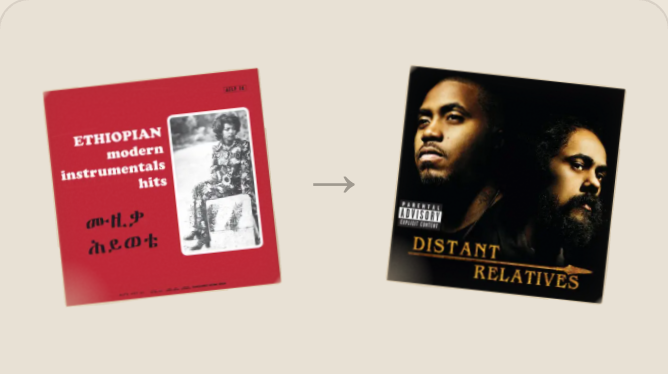 ETHIOPIAN
modern
instrumentals
hits
ሙዚቃ
ሕይወቴ
PARENTAL
ADVISORY
EXPLICIT CONTENT
DISTANT
RELATIVES